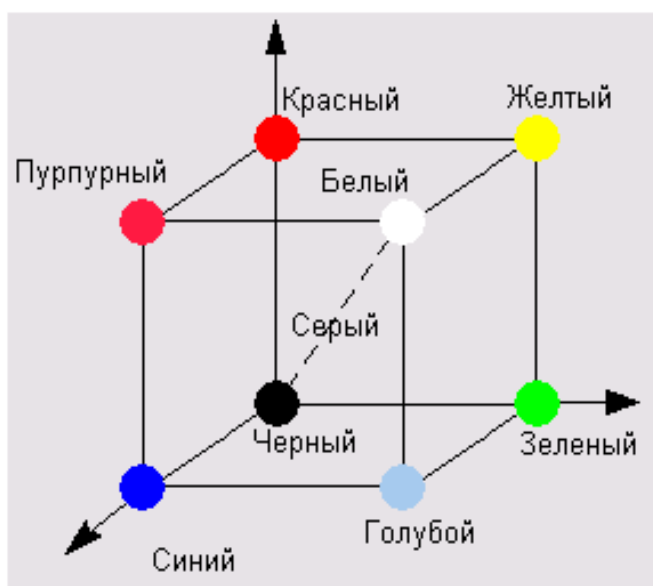 Красный
Желтый
Пурпурный
Белый
Серый
Черный
Зеленый
Голубой
Синий